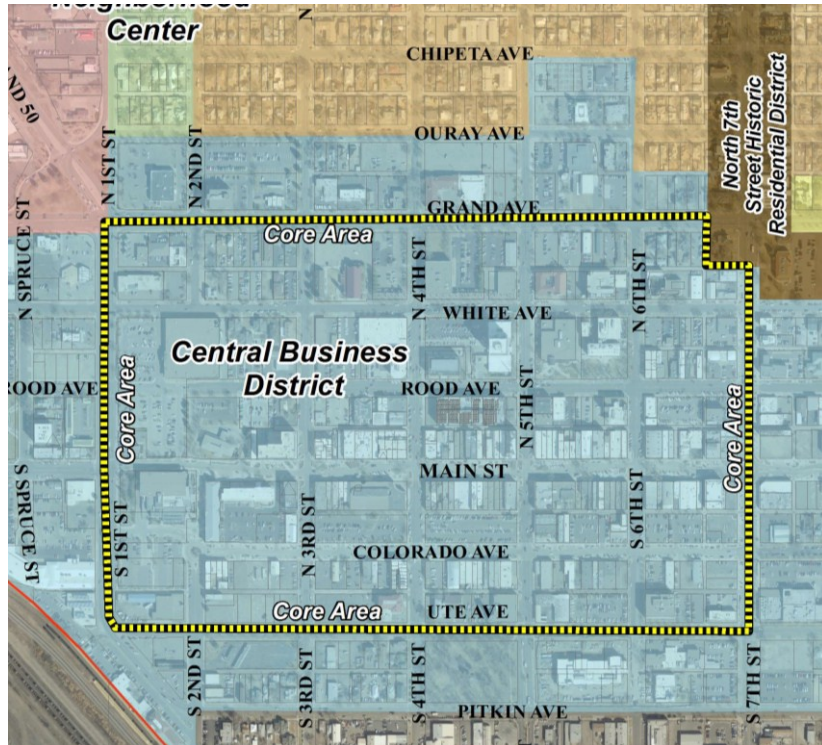 Neighborhood
Center
N
CHIPETA AVE
ND 50
OURAY AVE
N 1ST ST
N 2ND ST
North 7th
Street Historic
Residential District
GRAND AVE
N SPRUCE ST
Core Area
N 4TH ST
N 6TH ST
WHITE AVE
Central Business
District
ROOD AVE
ROOD AVE
N 5TH ST
Core Area
Core Area
MAIN ST
S SPRUCE ST
S 1ST ST
N 3RD ST
S 6TH ST
COLORADO AVE
Core Area
UTE AVE
S 2ND ST
S 3RD ST
S 4TH ST
S 7TH ST
PITKIN AVE